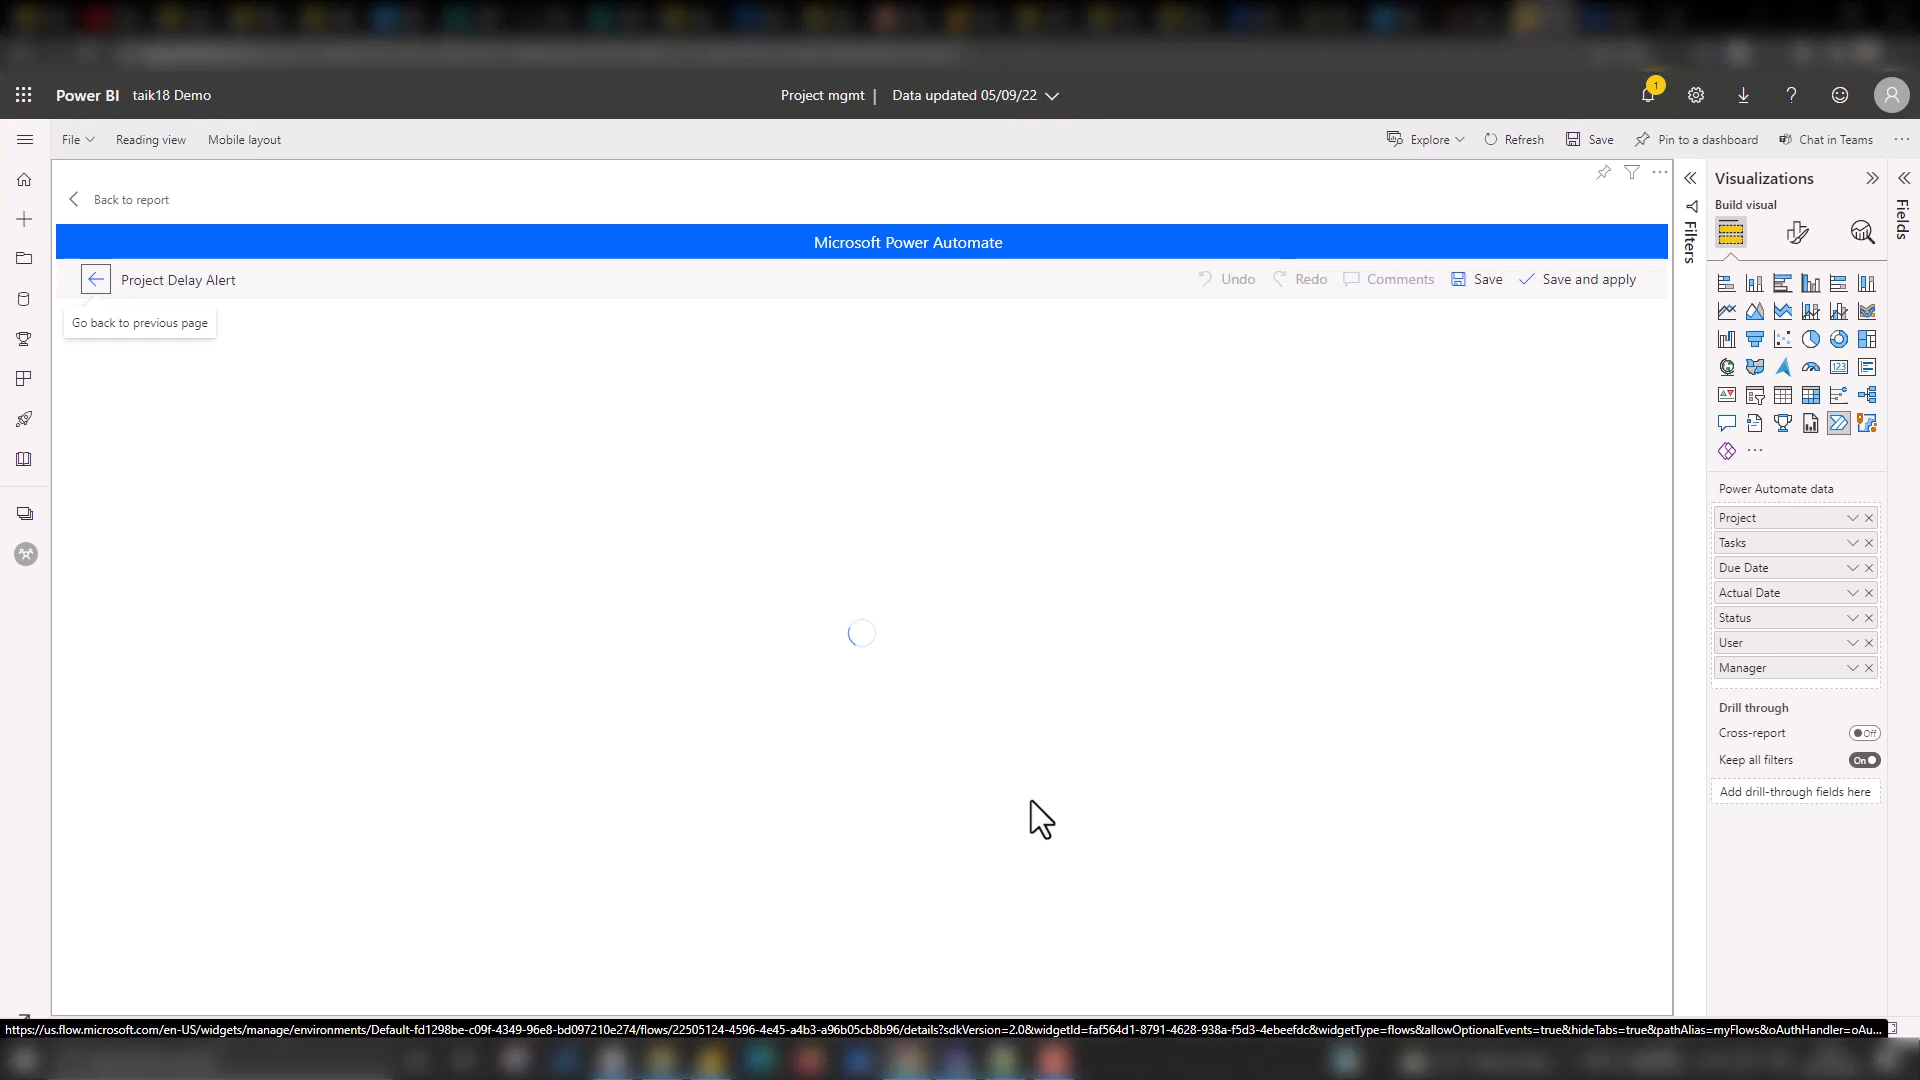 Power BI taik18 Demo
Project mgmt | Data updated 05/09/22
1
File Reading view Mobile layout
Explore Refresh Save Pin to a dashboard Chat in Teams
Back to report
Microsoft Power Automate
Project Delay Alert
Undo Redo Comments Save Save and apply
Go back to previous page
Filters
Visualizations
Build visual
Fields
123
Power Automate data
Project
Tasks
Due Date
Actual Date
Status
User
Manager
Drill through
Cross-report Off
Keep all filters On
Add drill-through fields here
https://us.flow.microsoft.com/en-US/widgets/manage/environments/Default-fd1298be-c09f-4349-96e8-bd097210e274/flows/22505124-4596-4e45-a4b3-a96b05cb8b96/details?sdkVersion=2.0&widgetId=faf564d1-8791-4628-938a-f5d3-4ebeefdc&widgetType=flows&allowOptionalEvents=true&hideTabs=true&pathAlias=myFlows&oAuthHandler=oAu...